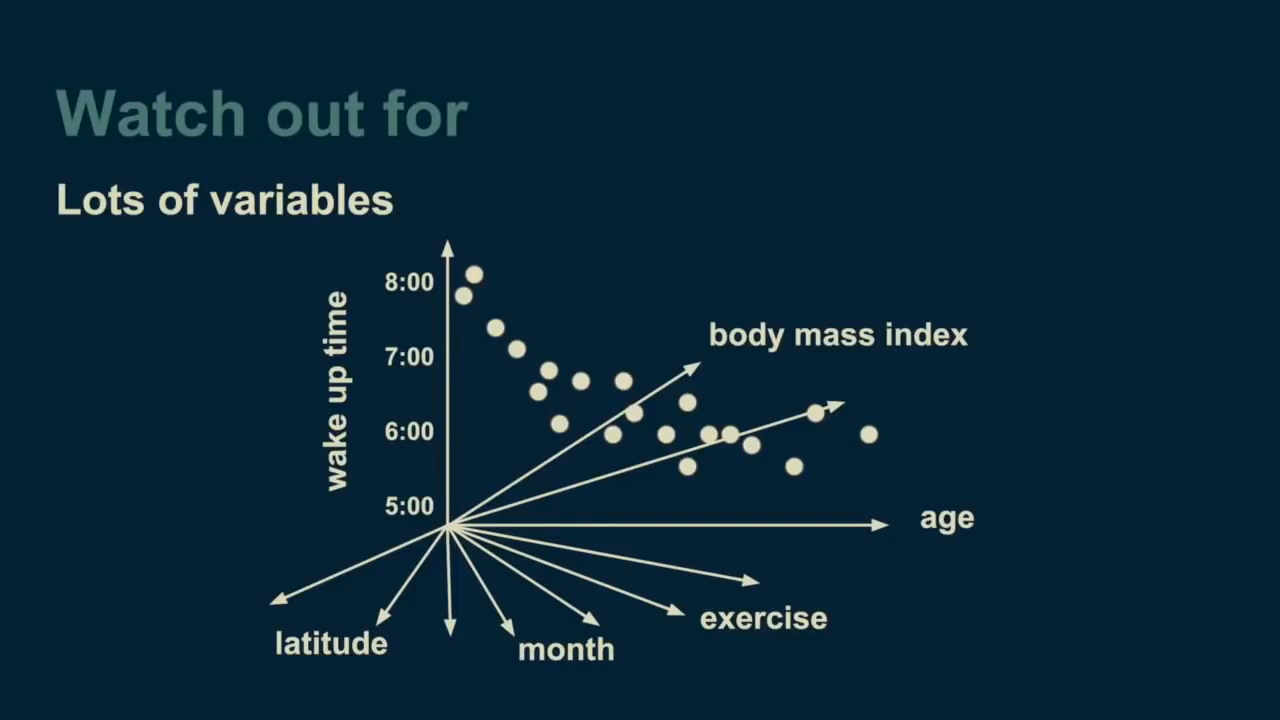 Watch out for
Lots of variables
wake up time
8:00
7:00
6:00
5:00
body mass index
age
exercise
month
latitude